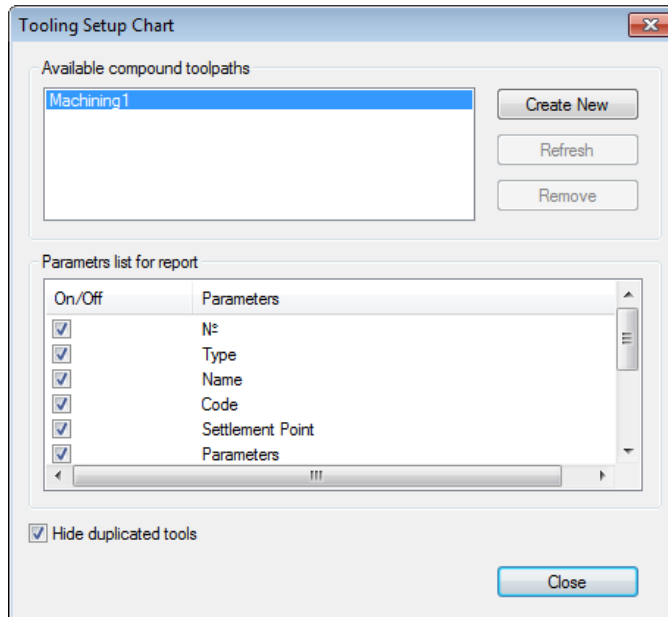 Tooling Setup Chart
Available compound toolpaths
Machining1
Create New
Refresh
Remove
Parametrs list for report
On/Off Parameters
Nº
Type
Name
Code
Settlement Point
Parameters
Hide duplicated tools
Close